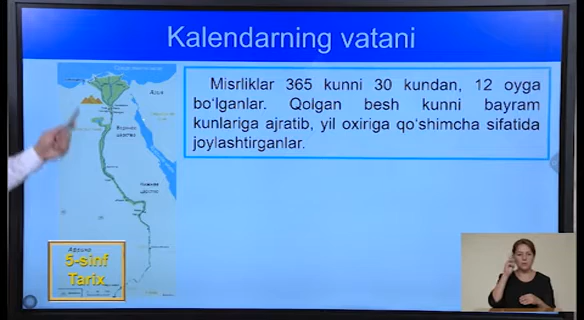 Kalendarning vatani
Misrliklar 365 kunni 30 kundan, 12 oyga
bo'lganlar. Qolgan besh kunni bayram
kunlariga ajratib, yil oxiriga qo'shimcha sifatida
joylashtirganlar.
5-sinf
Tarix